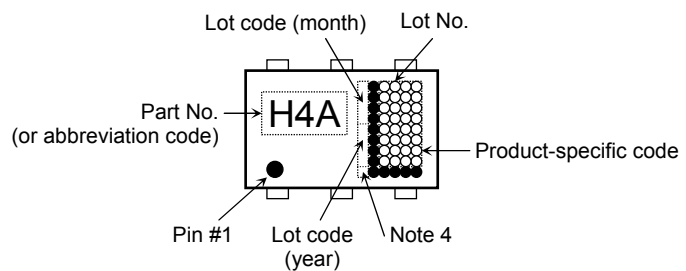 Lot code (month)
Lot No.
Part No.
(or abbreviation code)
H4A
Product-specific code
Pin #1
Lot code
(year)
Note 4